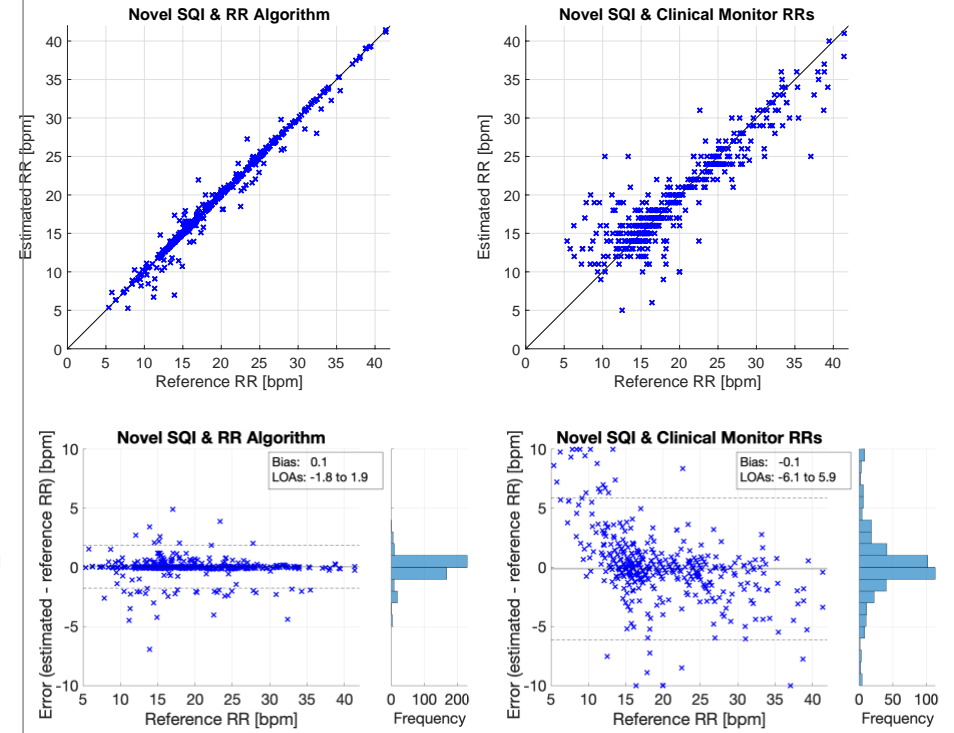 Novel SQI & RR Algorithm
Estimated RR [bpm]
40
35
30
25
20
15
10
5
0
0 5 10 15 20 25 30 35 40
Reference RR [bpm]
Novel SQI & Clinical Monitor RRs
Estimated RR [bpm]
40
35
30
25
20
15
10
5
0
0 5 10 15 20 25 30 35 40
Reference RR [bpm]
Novel SQI & RR Algorithm
Error (estimated - reference RR) [bpm]
10
5
0
-5
-10
Bias: 0.1
LOAs: -1.8 to 1.9
5 10 15 20 25 30 35 40
Reference RR [bpm]
0 100 200
Frequency
Novel SQI & Clinical Monitor RRs
Error (estimated - reference RR) [bpm]
10
5
0
-5
-10
Bias: -0.1
LOAs: -6.1 to 5.9
5 10 15 20 25 30 35 40
Reference RR [bpm]
0 50 100
Frequency